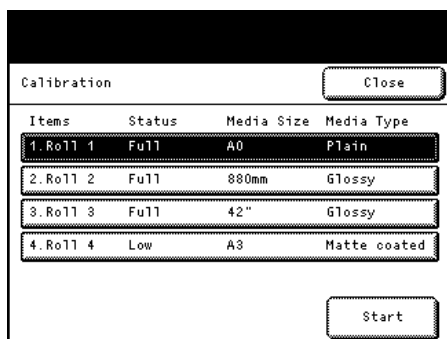 Calibration Close
Items Status Media Size Media Type
1.Roll 1 Full A0 Plain
2.Roll 2 Full 880mm Glossy
3.Roll 3 Full 42" Glossy
4.Roll 4 Low A3 Matte coated
Start